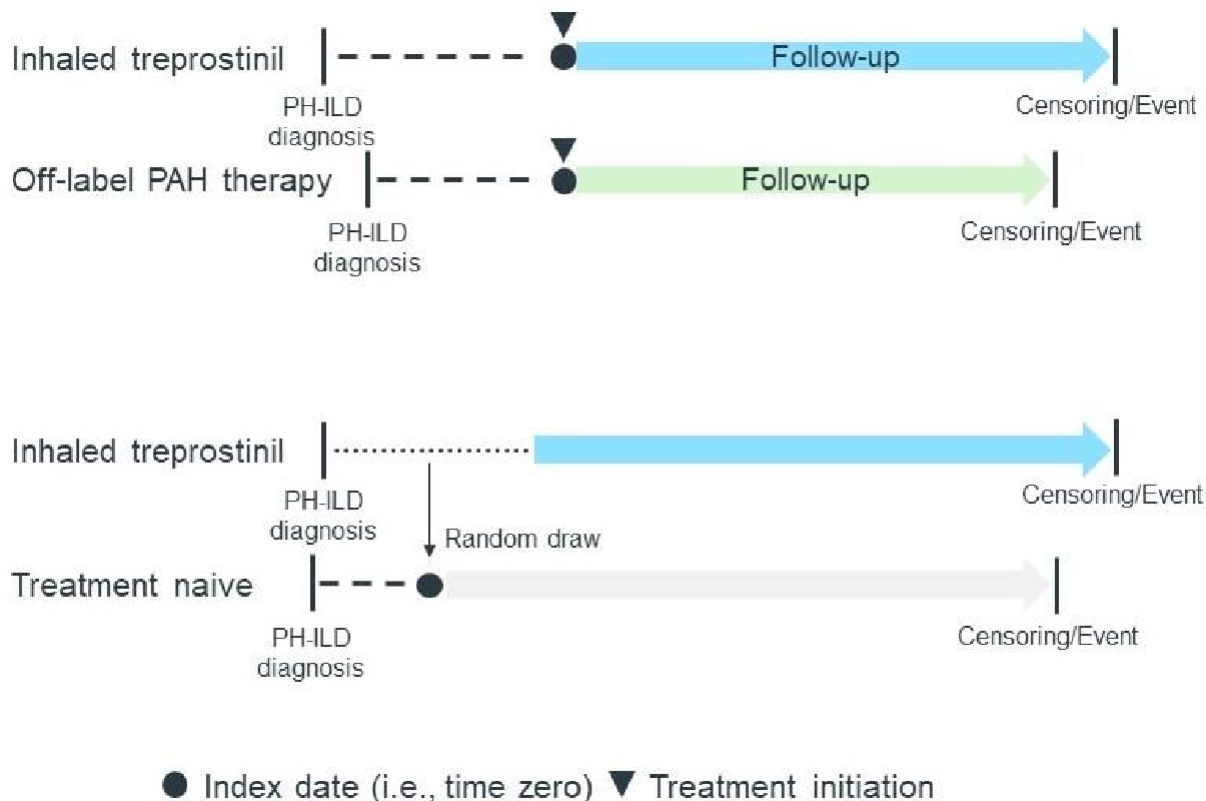 Inhaled treprostinil
Follow-up
PH-ILD
diagnosis
Censoring/Event
Off-label PAH therapy
Follow-up
PH-ILD
diagnosis
Censoring/Event
Inhaled treprostinil
PH-ILD
diagnosis
Censoring/Event
Random draw
Treatment naive
PH-ILD
diagnosis
Censoring/Event
Index date (i.e., time zero)
Treatment initiation